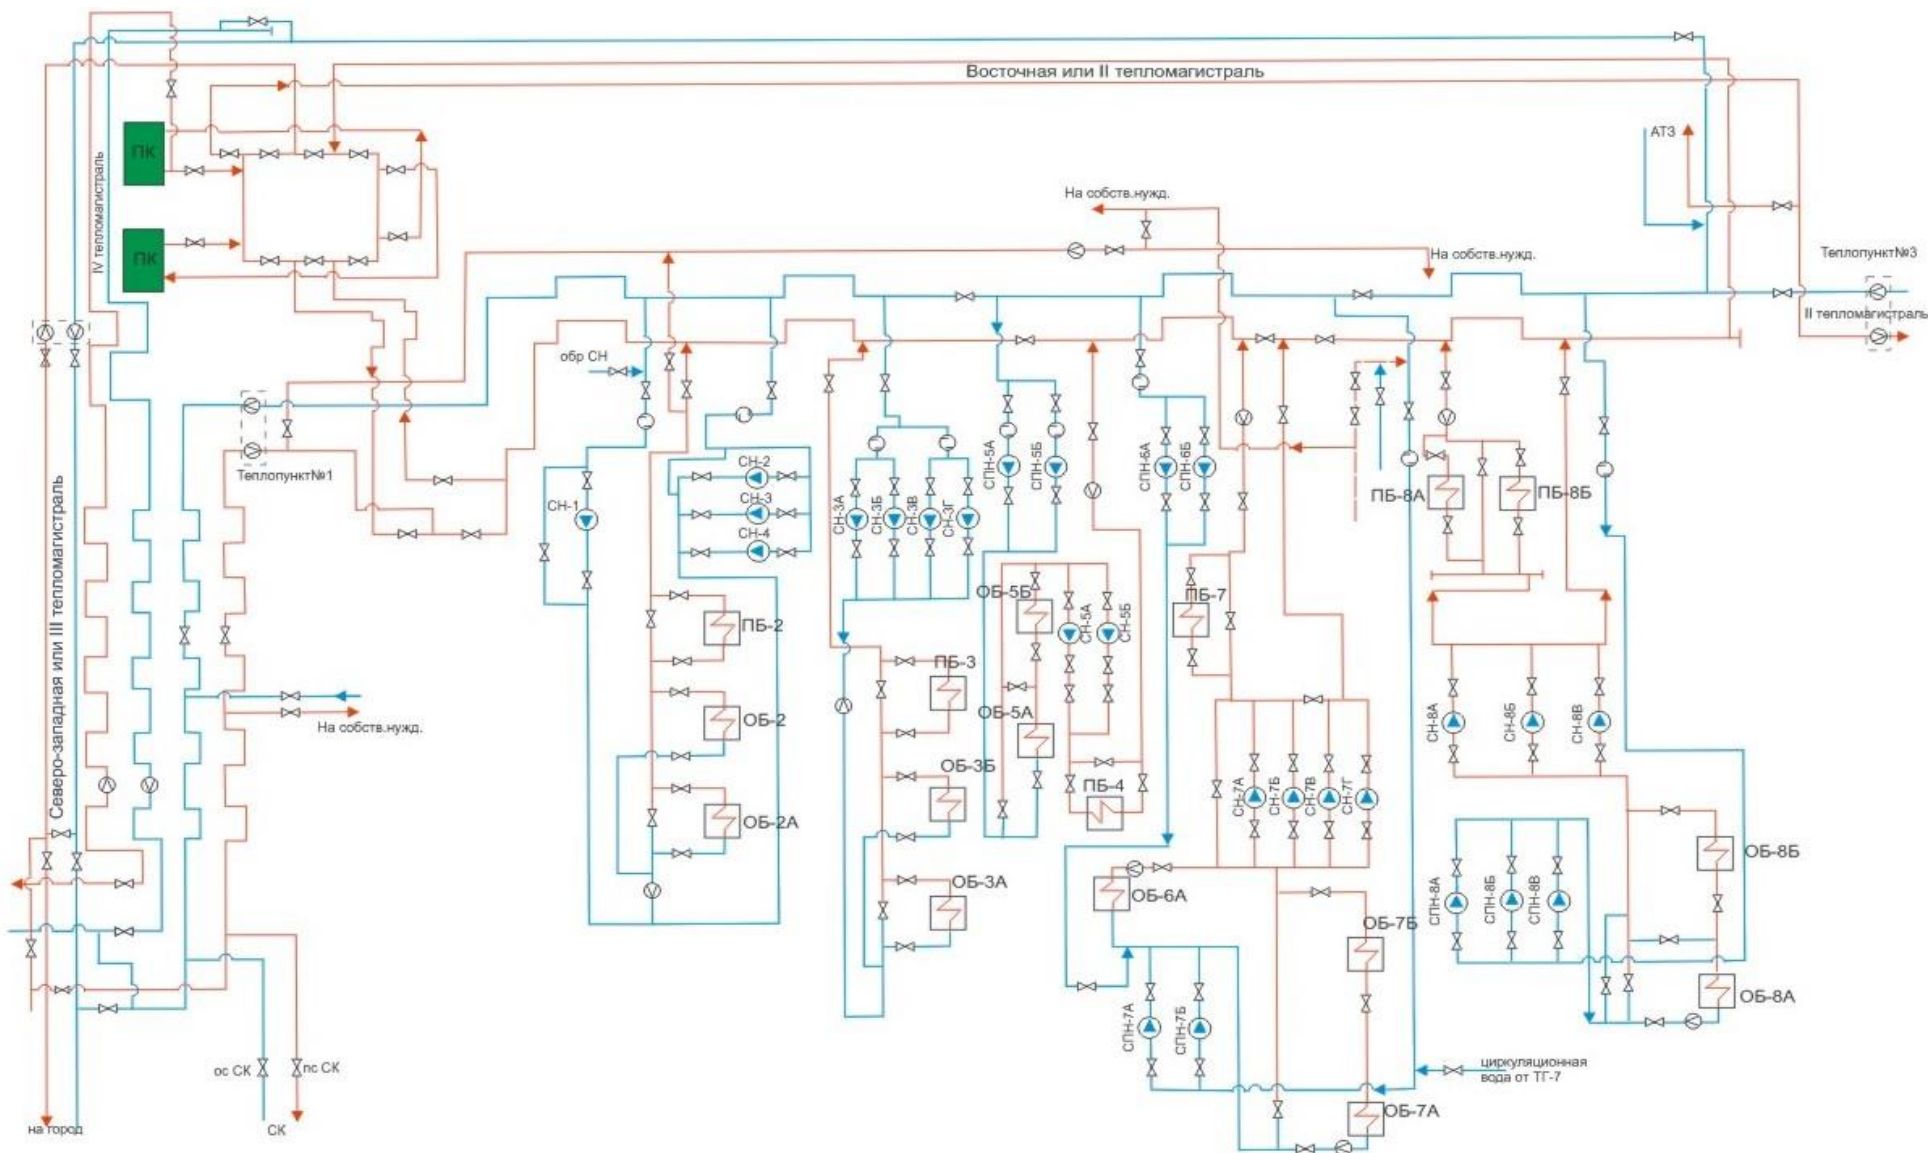 Восточная или II тепломагистраль
АТЗ
ПК
IV тепломагистраль
На собств.нужд.
ПК
На собств.нужд.
Теплопункт№3
II тепломагистраль
обр СН
Теплопункт№1
Северо-западная или III тепломагистраль
СН-1
СН-2
СН-3
СН-4
СН-3А
СН-3Б
СН-3В
СН-3Г
СПН-5А
СПН-5Б
СПН-6А
СПН-6Б
ПБ-8А
ПБ-8Б
ПБ-2
ОБ-5Б
СН-5А
СН-5Б
ПБ-7
ПБ-3
ОБ-2
ОБ-5А
На собств.нужд.
СН-8А
СН-8Б
СН-8В
ОБ-3Б
ПБ-4
СН-7А
СН-7Б
СН-7В
СН-7Г
ОБ-2А
ОБ-8Б
ОБ-3А
ОБ-6А
СПН-8А
СПН-8Б
СПН-8В
ОБ-7Б
ОБ-8А
СПН-7А
СПН-7Б
ос СК
пс СК
циркуляционная
вода от ТГ-7
ОБ-7А
на город
СК